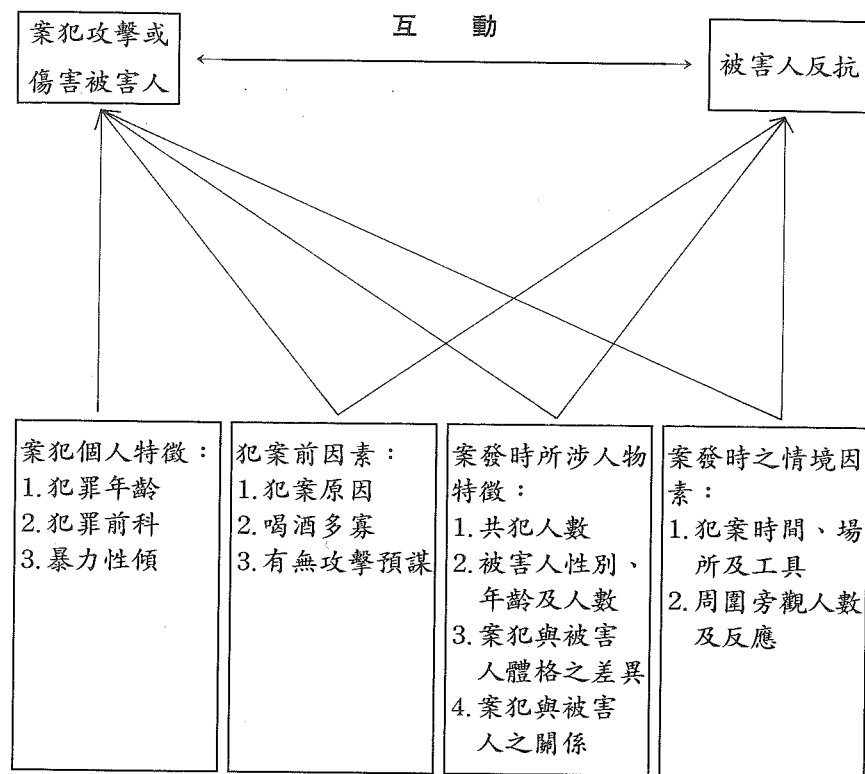 案犯攻擊或
傷害被害人
互 動
被害人反抗
案犯個人特徵：
1.犯罪年齡
2.犯罪前科
3.暴力性傾
犯案前因素：
1.犯案原因
2.喝酒多寡
3.有無攻擊預謀
案發時所涉人物
特徵：
1.共犯人數
2.被害人性別、
年齡及人數
3.案犯與被害
人體格之差異
4.案犯與被害
人之關係
案發時之情境因
素：
1.犯案時間、場
所及工具
2.周圍旁觀人數
及反應